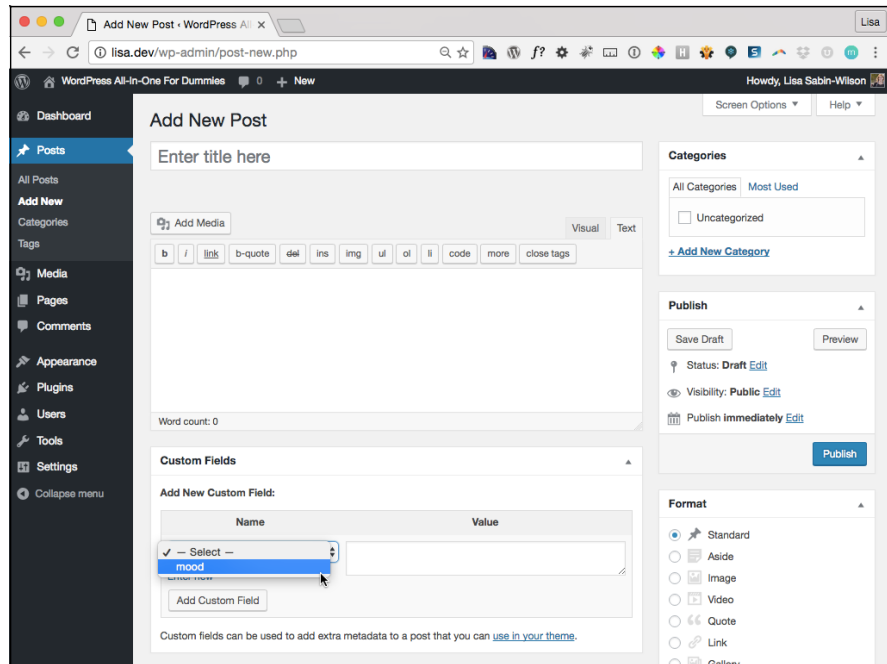 Add New Post ‹ WordPress All
Lisa
lisa.dev/wp-admin/post-new.php
WordPress All-In-One For Dummies 0 + New
Howdy, Lisa Sabin-Wilson
Screen Options Help
Dashboard
Posts
All Posts
Add New
Categories
Tags
Media
Pages
Comments
Appearance
Plugins
Users
Tools
Settings
Collapse menu
Add New Post
Enter title here
Add Media
Visual Text
b i link b-quote del ins img ul ol li code more close tags
Word count: 0
Custom Fields
Add New Custom Field:
Name Value
— Select —
mood
Enter new
Add Custom Field
Custom fields can be used to add extra metadata to a post that you can use in your theme.
Categories
All Categories Most Used
Uncategorized
+ Add New Category
Publish
Save Draft Preview
Status: Draft Edit
Visibility: Public Edit
Publish immediately Edit
Publish
Format
Standard
Aside
Image
Video
Quote
Link
Gallery